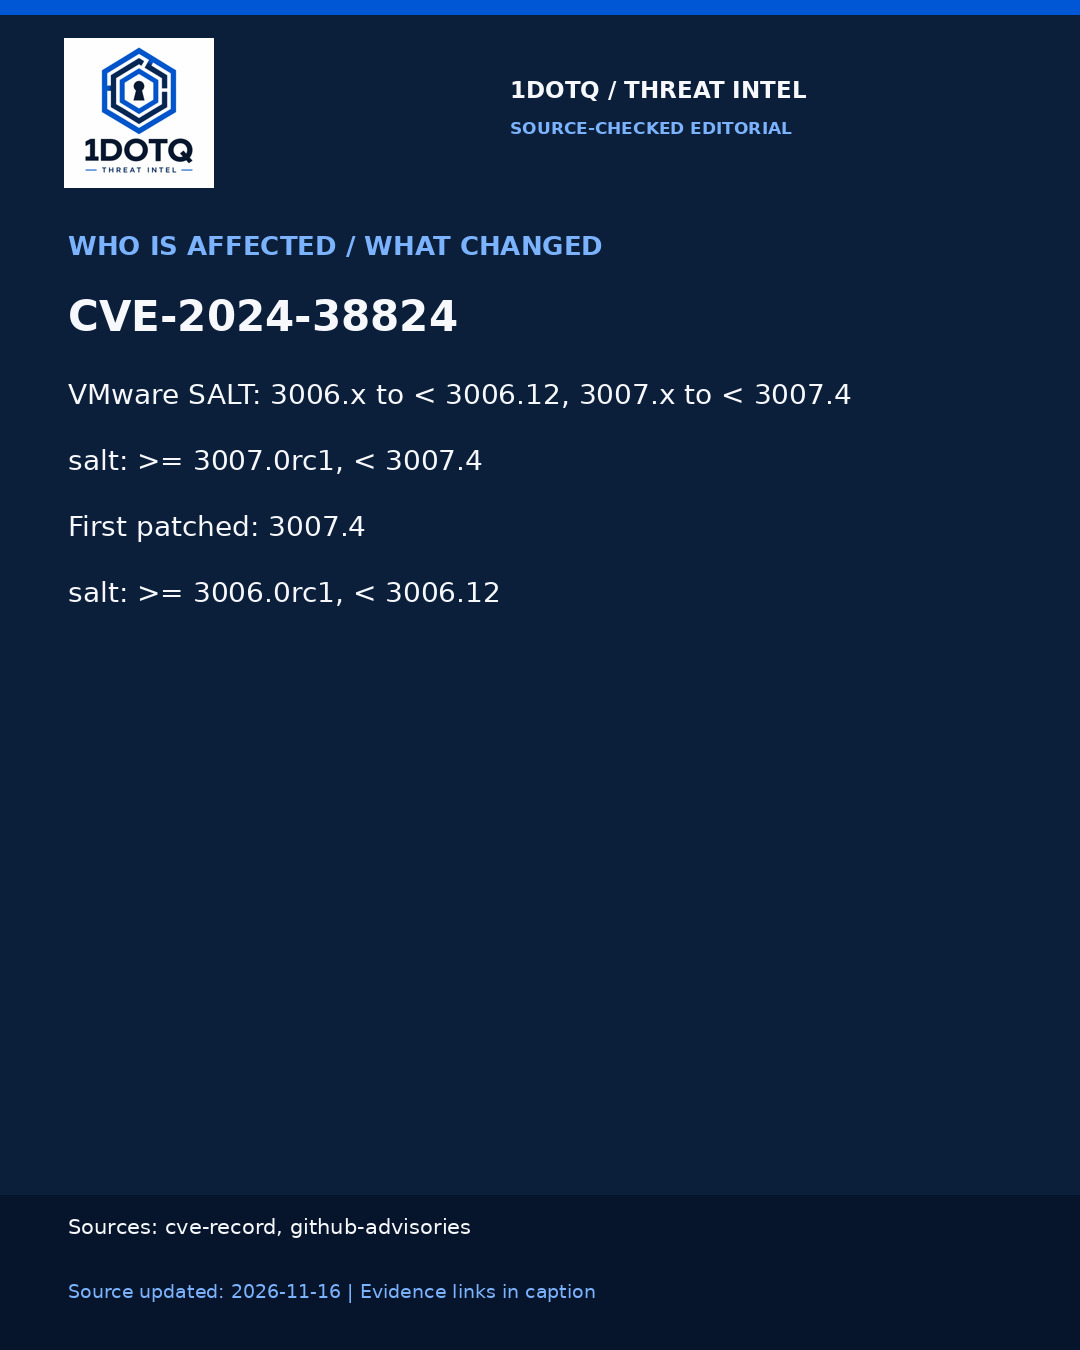 1DOTQ
THREAT INTEL
1DOTQ / THREAT INTEL
SOURCE-CHECKED EDITORIAL
WHO IS AFFECTED / WHAT CHANGED
CVE-2024-38824
VMware SALT: 3006.x to < 3006.12, 3007.x to < 3007.4
salt: >= 3007.0rc1, < 3007.4
First patched: 3007.4
salt: >= 3006.0rc1, < 3006.12
Sources: cve-record, github-advisories
Source updated: 2026-11-16 | Evidence links in caption